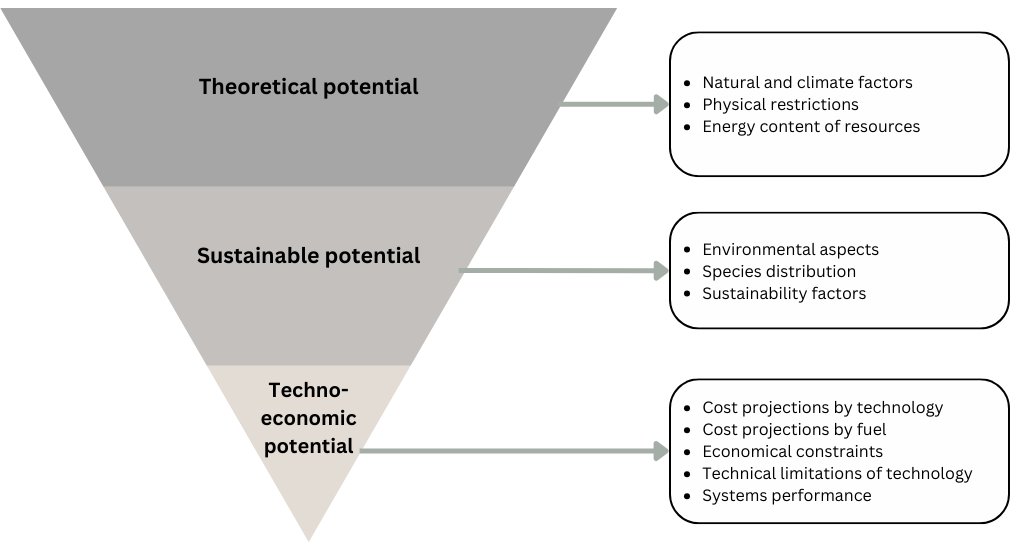 Theoretical potential
• Natural and climate factors
• Physical restrictions
• Energy content of resources
Sustainable potential
• Environmental aspects
• Species distribution
• Sustainability factors
Techno-
economic
potential
• Cost projections by technology
• Cost projections by fuel
• Economical constraints
• Technical limitations of technology
• Systems performance